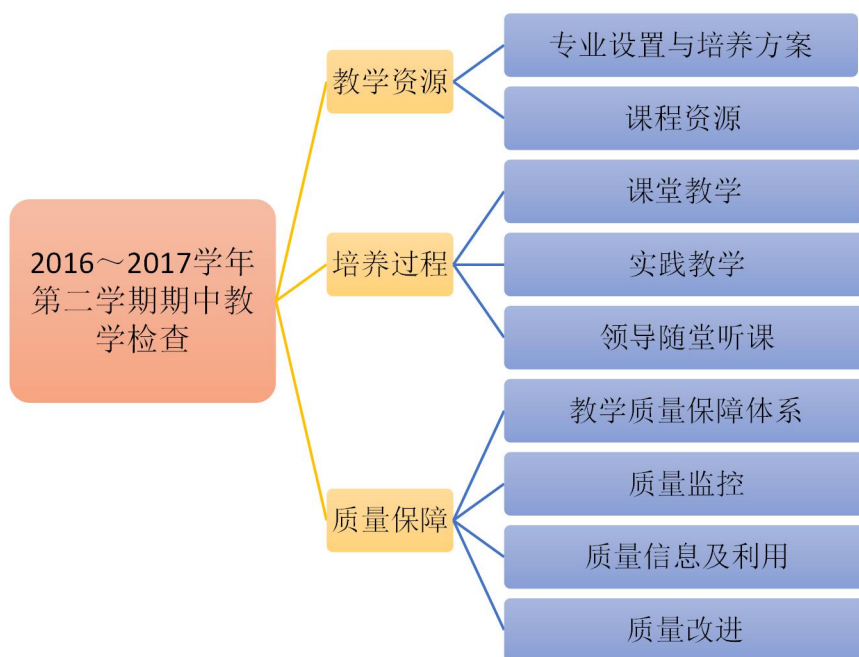 2016～2017学年
第二学期期中教
学检查
教学资源
专业设置与培养方案
课程资源
培养过程
课堂教学
实践教学
领导随堂听课
质量保障
教学质量保障体系
质量监控
质量信息及利用
质量改进